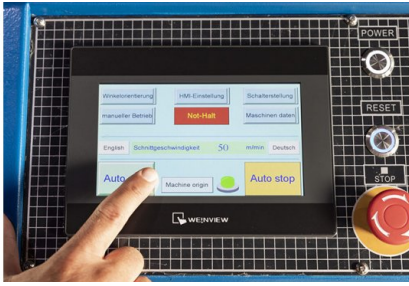 POWER
HMI-Einstellung
Schalterstellung
manueller Betrieb
Not-Halt
Maschinen daten
RESET
English
Schnittgeschwindigkeit
50
m/min
Deutsch
Auto
Machine origin
Auto stop
STOP
WEINVIEW